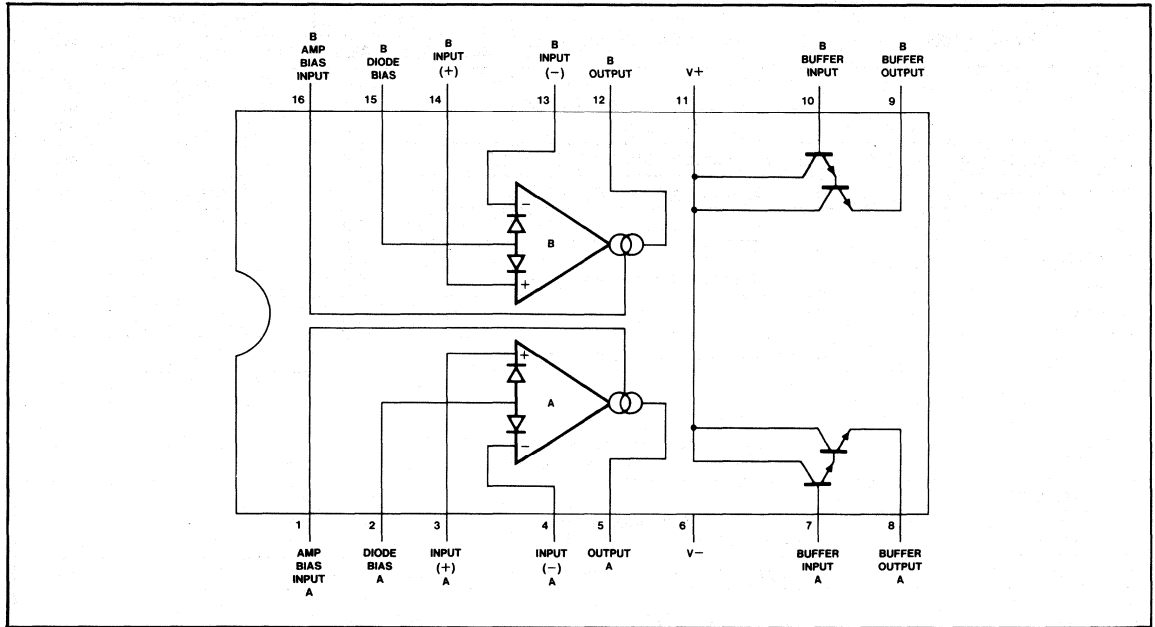 B
AMP
BIAS
INPUT
B
DIODE
BIAS
B
INPUT
(+)
B
INPUT
(−)
B
OUTPUT
V+
B
BUFFER
INPUT
B
BUFFER
OUTPUT
16 15 14 13 12 11 10 9
−
B
+
+
A
−
1 2 3 4 5 6 7 8
AMP
BIAS
INPUT
A
DIODE
BIAS
A
INPUT
(+)
A
INPUT
(−)
A
OUTPUT
A
V−
BUFFER
INPUT
A
BUFFER
OUTPUT
A